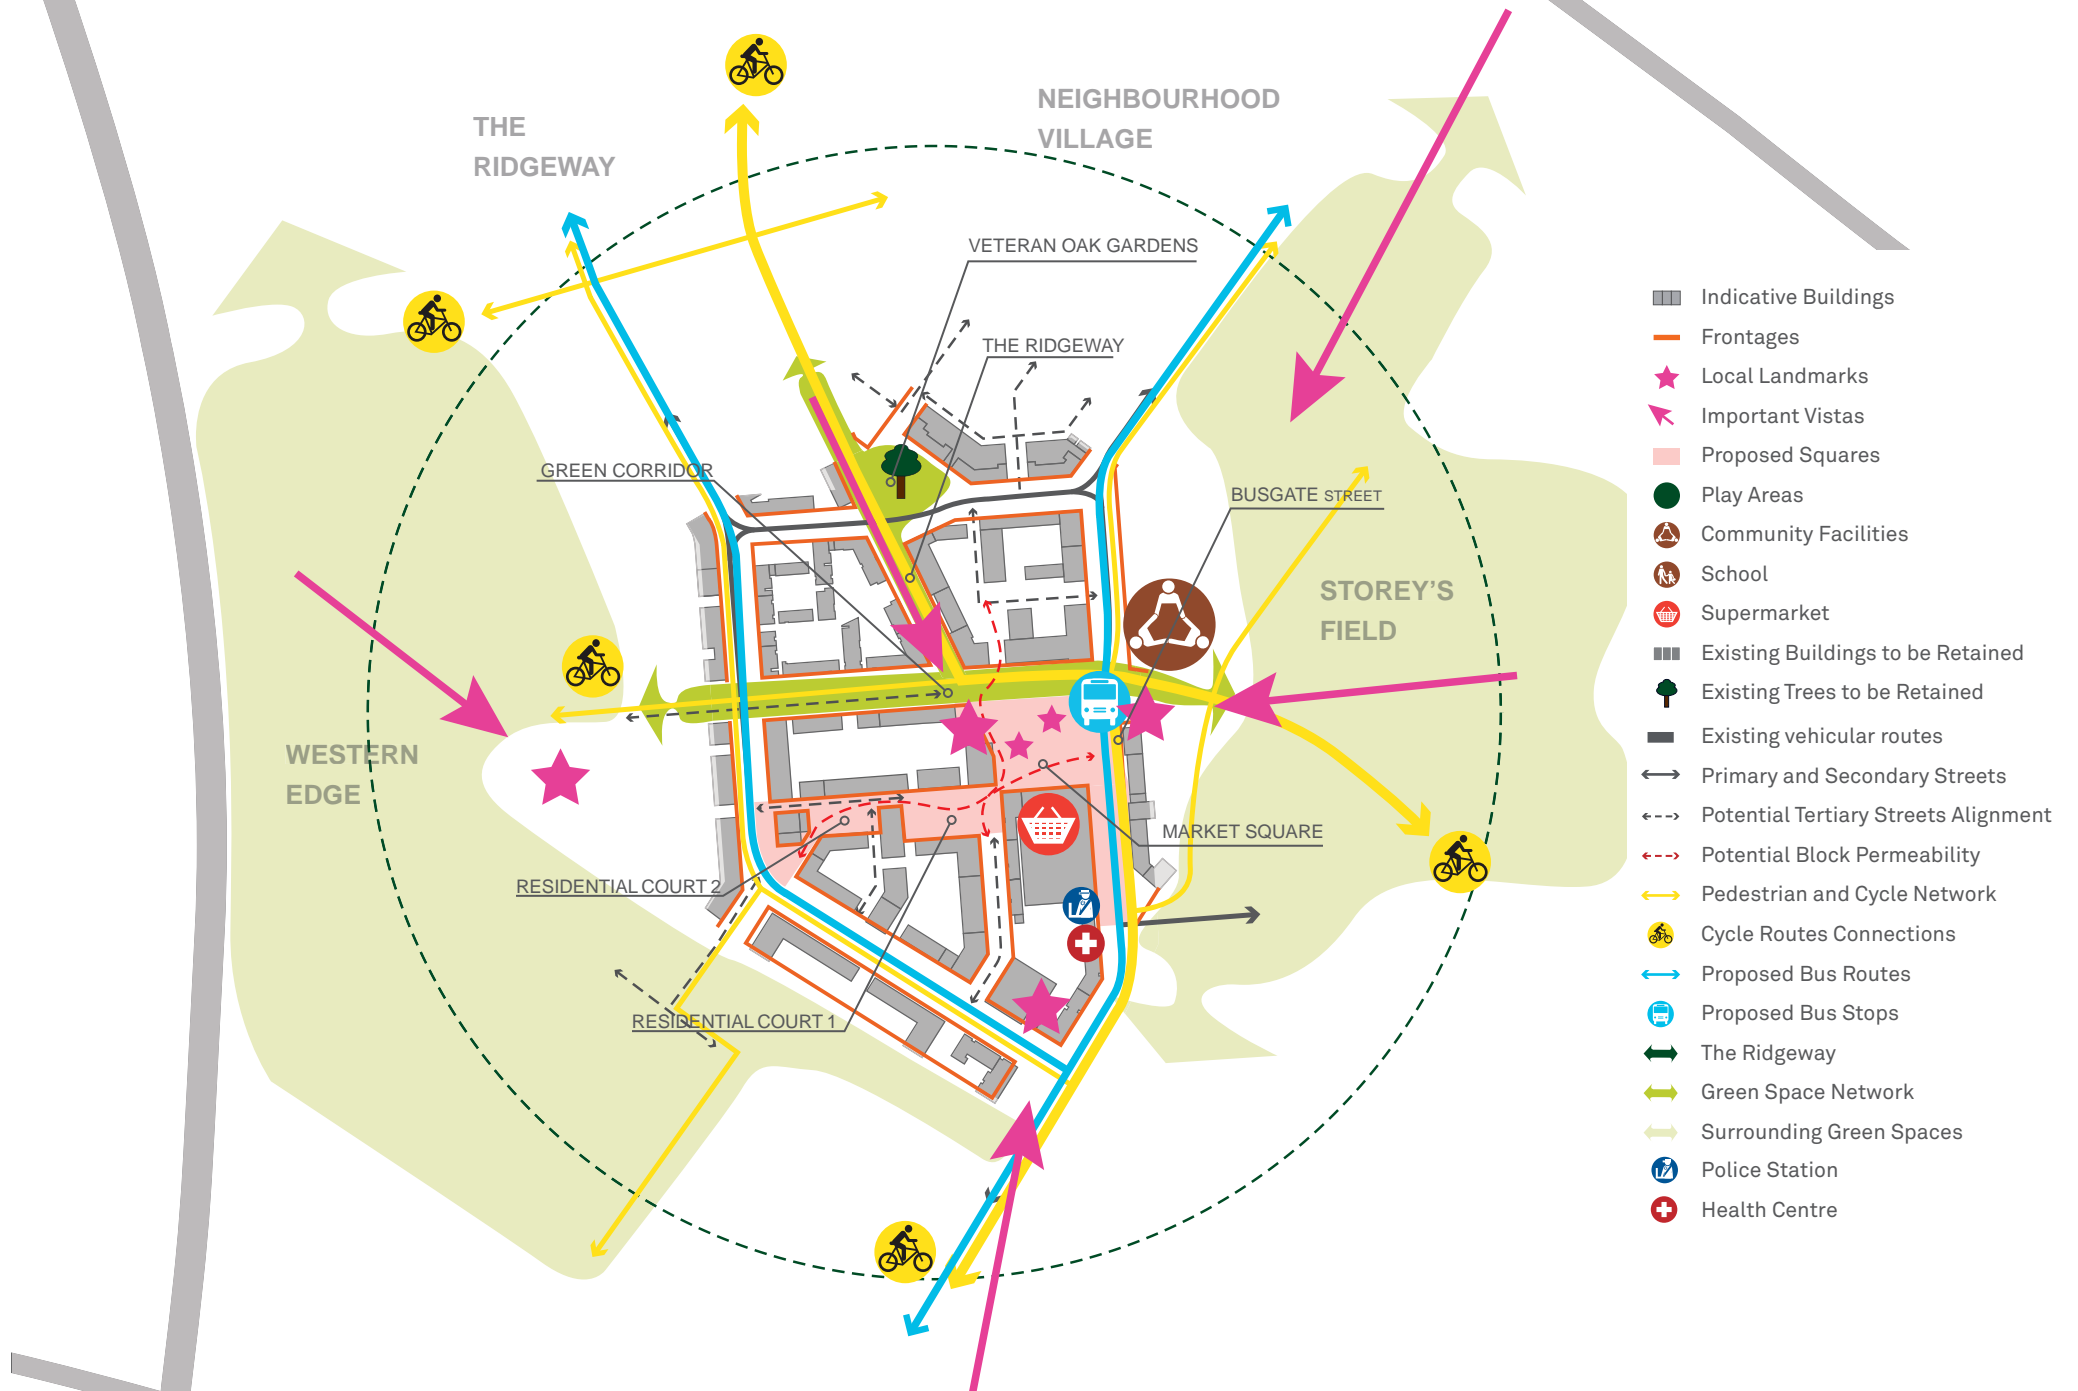 THE
RIDGEWAY
NEIGHBOURHOOD
VILLAGE
VETERAN OAK GARDENS
THE RIDGEWAY
GREEN CORRIDOR
BUSGATE STREET
STOREY'S
FIELD
WESTERN
EDGE
MARKET SQUARE
RESIDENTIAL COURT 2
RESIDENTIAL COURT 1
Indicative Buildings
Frontages
Local Landmarks
Important Vistas
Proposed Squares
Play Areas
Community Facilities
School
Supermarket
Existing Buildings to be Retained
Existing Trees to be Retained
Existing vehicular routes
Primary and Secondary Streets
Potential Tertiary Streets Alignment
Potential Block Permeability
Pedestrian and Cycle Network
Cycle Routes Connections
Proposed Bus Routes
Proposed Bus Stops
The Ridgeway
Green Space Network
Surrounding Green Spaces
Police Station
Health Centre